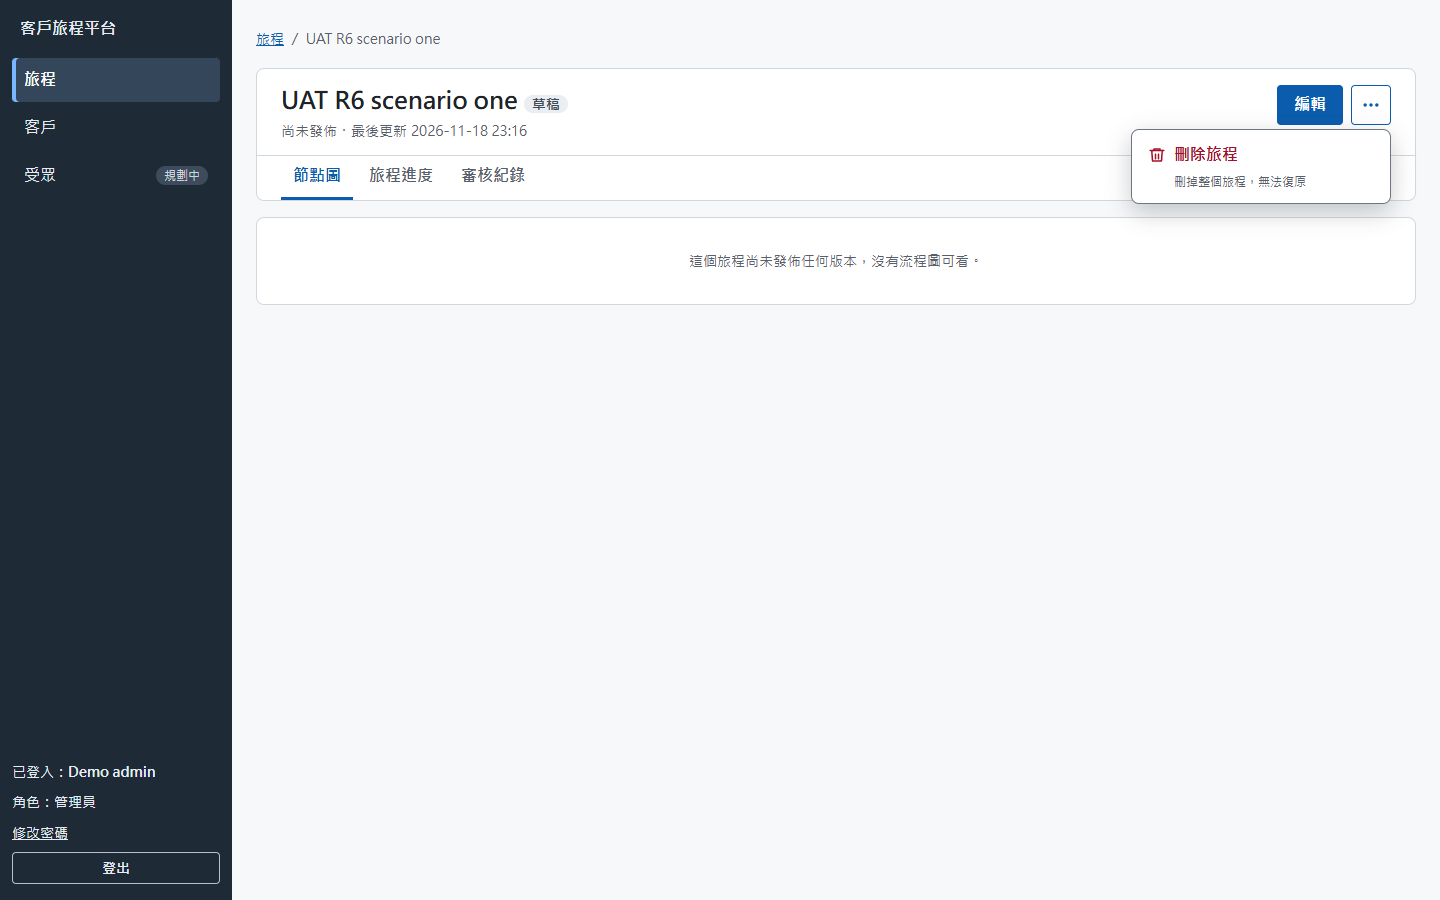 客戶旅程平台
旅程
客戶
受眾 規劃中
已登入：Demo admin
角色：管理員
修改密碼
登出
旅程 / UAT R6 scenario one
UAT R6 scenario one 草稿
編輯 ...
尚未發佈 · 最後更新 2026-11-18 23:16
刪除旅程
刪掉整個旅程，無法復原
節點圖 旅程進度 審核紀錄
這個旅程尚未發佈任何版本，沒有流程圖可看。